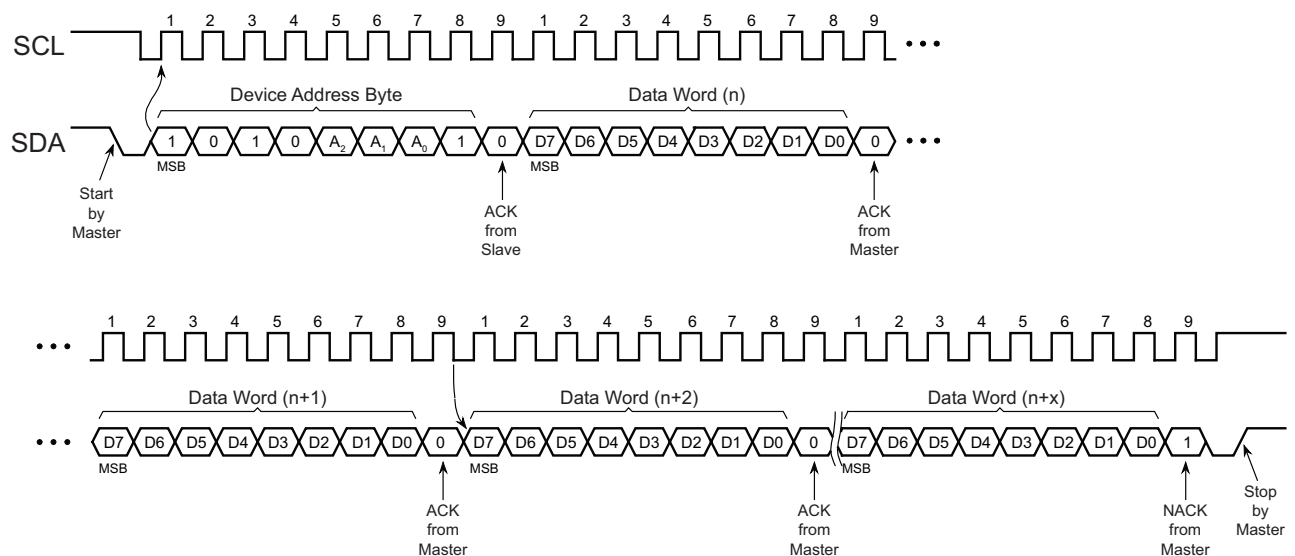 1 2 3 4 5 6 7 8 9 1 2 3 4 5 6 7 8 9
SCL
Device Address Byte Data Word (n)
SDA 1 0 1 0 A₂ A₁ A₀ 1 0 D7 D6 D5 D4 D3 D2 D1 D0 0
MSB MSB
Start
by
Master
ACK
from
Slave
ACK
from
Master
1 2 3 4 5 6 7 8 9 1 2 3 4 5 6 7 8 9 1 2 3 4 5 6 7 8 9
Data Word (n+1) Data Word (n+2) Data Word (n+x)
D7 D6 D5 D4 D3 D2 D1 D0 0 D7 D6 D5 D4 D3 D2 D1 D0 0 D7 D6 D5 D4 D3 D2 D1 D0 1
MSB MSB MSB
ACK
from
Master
ACK
from
Master
NACK
from
Master
Stop
by
Master